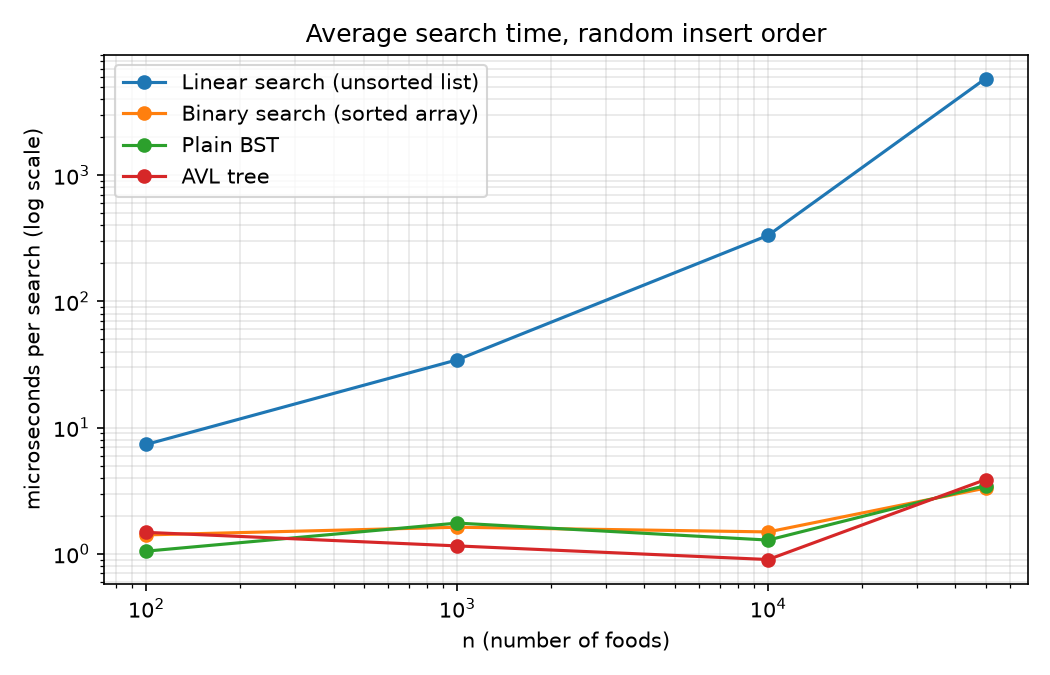 Average search time, random insert order
Linear search (unsorted list)
Binary search (sorted array)
Plain BST
AVL tree
microseconds per search (log scale)
10³
10²
10¹
10⁰
10² 10³ 10⁴
n (number of foods)